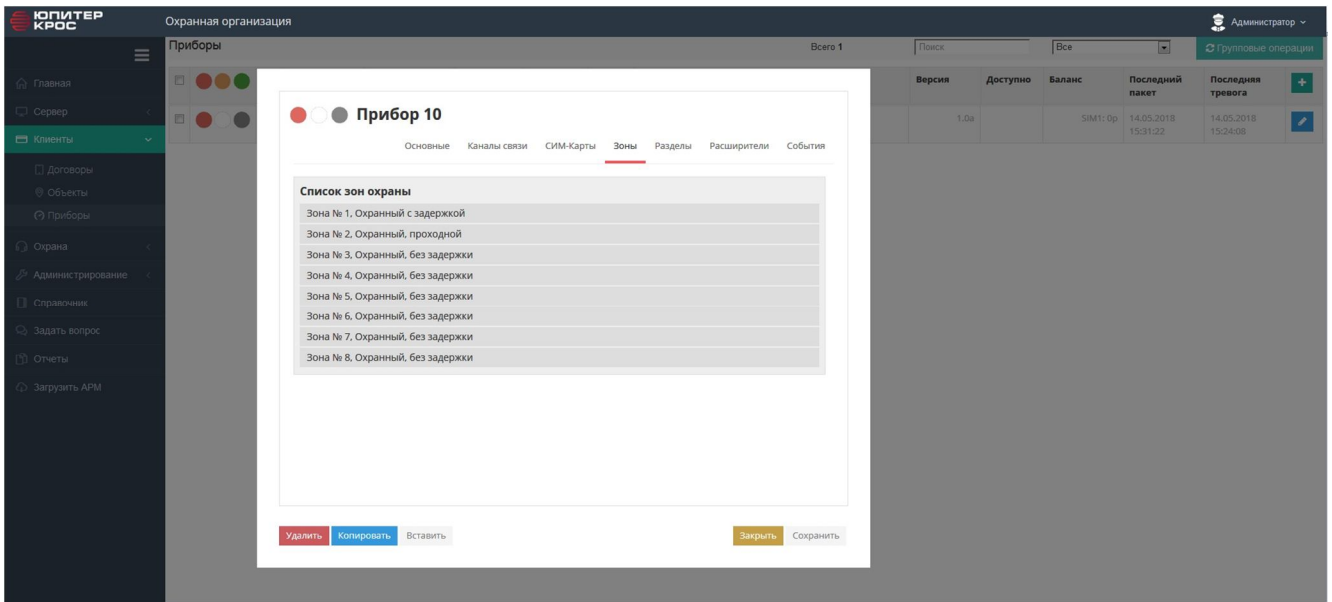 ЮПИТЕР
КРОС
Охранная организация
Администратор
Приборы
Всего 1
Поиск
Все
Групповые операции
Главная
Сервер
Клиенты
Договоры
Объекты
Приборы
Охрана
Администрирование
Справочник
Задать вопрос
Отчеты
Загрузить АРМ
Версия Доступно Баланс Последний Последняя
пакет тревога
1.0a SIM1: 0р 14.05.2018 14.05.2018
15:31:22 15:24:08
Прибор 10
Основные Каналы связи СИМ-Карты Зоны Разделы Расширители События
Список зон охраны
Зона № 1, Охранный с задержкой
Зона № 2, Охранный, проходной
Зона № 3, Охранный, без задержки
Зона № 4, Охранный, без задержки
Зона № 5, Охранный, без задержки
Зона № 6, Охранный, без задержки
Зона № 7, Охранный, без задержки
Зона № 8, Охранный, без задержки
Удалить Копировать Вставить Закрыть Сохранить